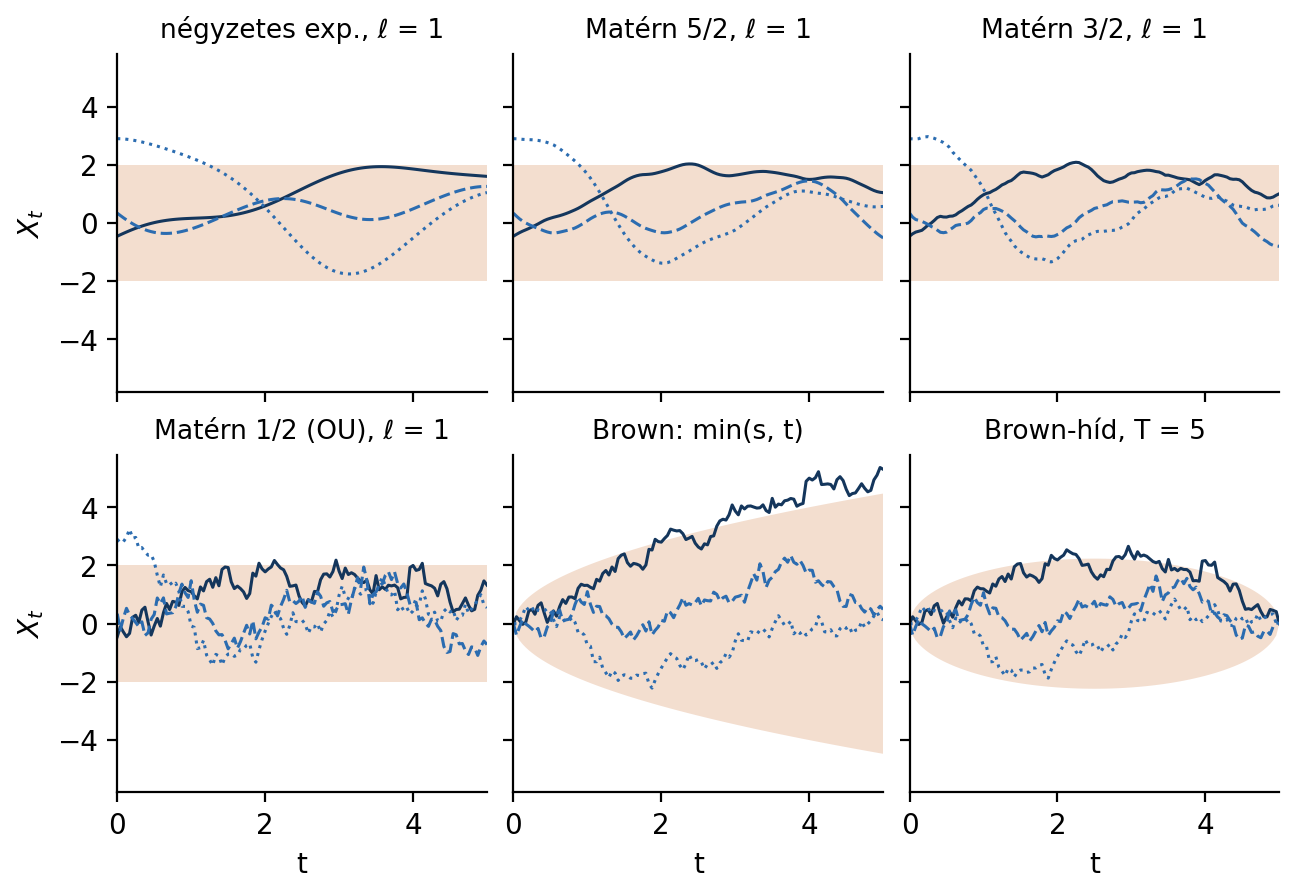 négyzetes exp., ℓ = 1
Matérn 5/2, ℓ = 1
Matérn 3/2, ℓ = 1
4
2
0
−2
−4
X_t
Matérn 1/2 (OU), ℓ = 1
Brown: min(s, t)
Brown-híd, T = 5
4
2
0
−2
−4
X_t
0 2 4
0 2 4
0 2 4
t
t
t